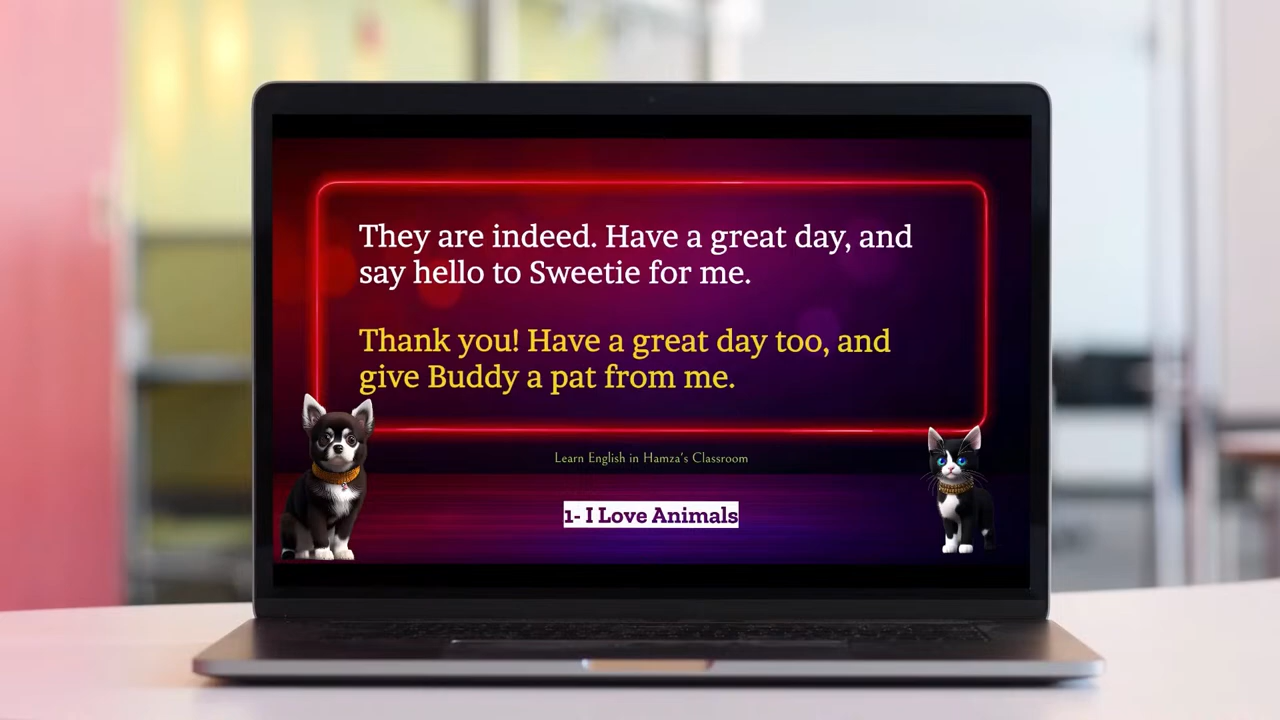 They are indeed. Have a great day, and
say hello to Sweetie for me.
Thank you! Have a great day too, and
give Buddy a pat from me.
Learn English in Hamza's Classroom
1- I Love Animals